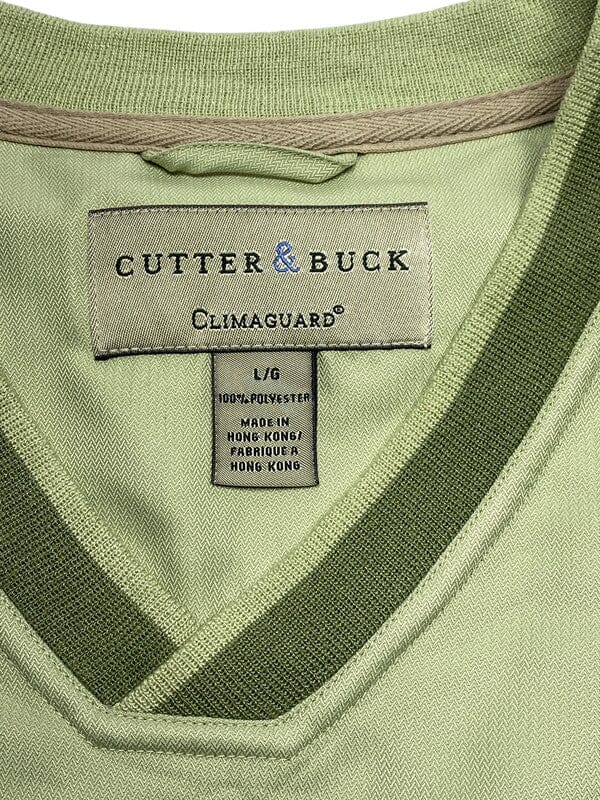 CUTTER & BUCK
CLIMAGUARD®
L/G
100% POLYESTER
MADE IN
HONG KONG/
FABRIQUE A
HONG KONG